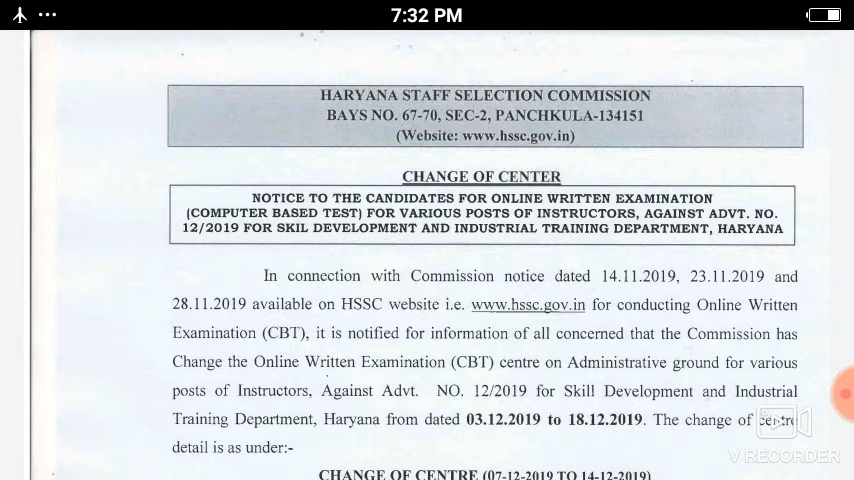 7:32 PM
HARYANA STAFF SELECTION COMMISSION
BAYS NO. 67-70, SEC-2, PANCHKULA-134151
(Website: www.hssc.gov.in)
CHANGE OF CENTER
NOTICE TO THE CANDIDATES FOR ONLINE WRITTEN EXAMINATION
(COMPUTER BASED TEST) FOR VARIOUS POSTS OF INSTRUCTORS, AGAINST ADVT. NO.
12/2019 FOR SKIL DEVELOPMENT AND INDUSTRIAL TRAINING DEPARTMENT, HARYANA
In connection with Commission notice dated 14.11.2019, 23.11.2019 and
28.11.2019 available on HSSC website i.e. www.hssc.gov.in for conducting Online Written
Examination (CBT), it is notified for information of all concerned that the Commission has
Change the Online Written Examination (CBT) centre on Administrative ground for various
posts of Instructors, Against Advt. NO. 12/2019 for Skill Development and Industrial
Training Department, Haryana from dated 03.12.2019 to 18.12.2019. The change of centre
detail is as under:-
V RECORDER
CHANGE OF CENTRE (07-12-2019 TO 14-12-2019)